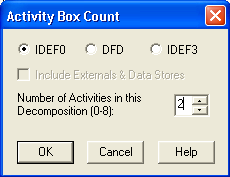 Activity Box Count
IDEF0 DFD IDEF3
Include Externals & Data Stores
Number of Activities in this
Decomposition (0-8): 2
OK Cancel Help